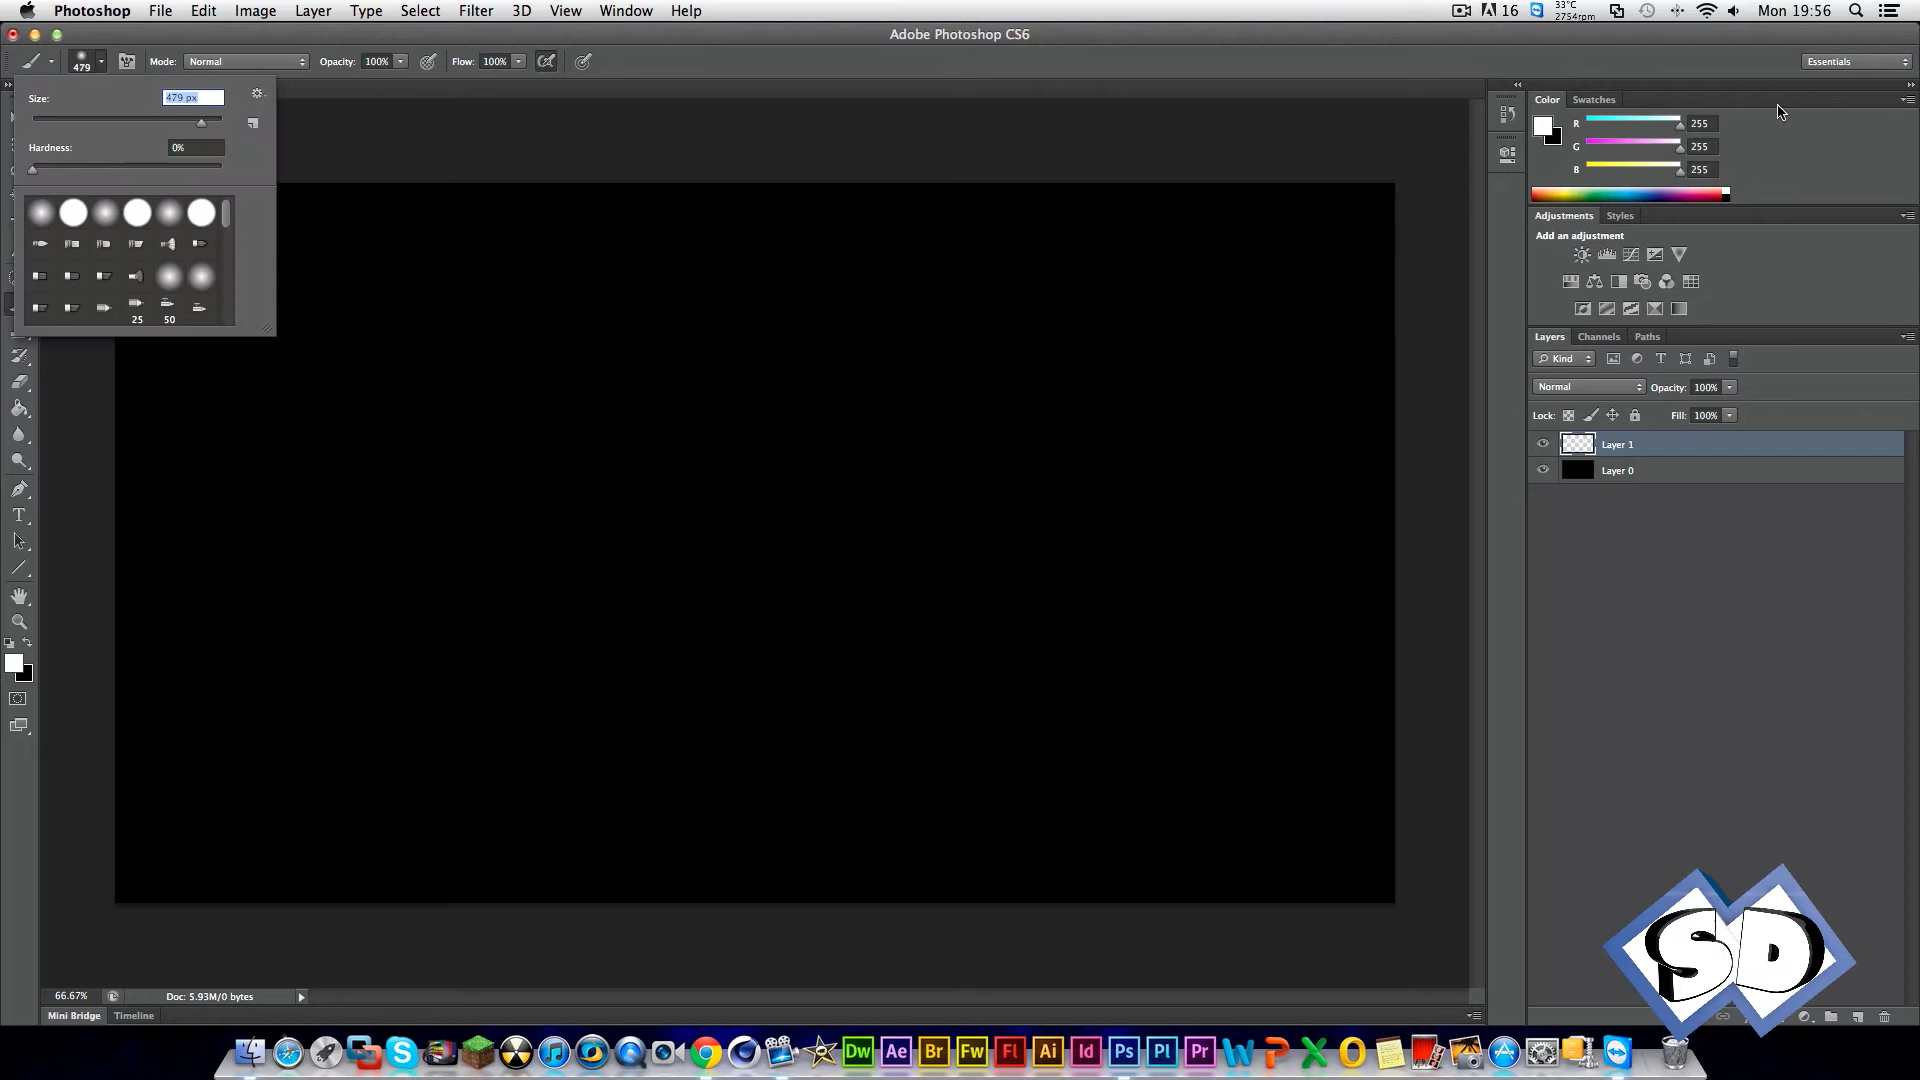 Photoshop File Edit Image Layer Type Select Filter 3D View Window Help 16 33°C 2754rpm Mon 19:56
Adobe Photoshop CS6
479 Mode: Normal Opacity: 100% Flow: 100% Essentials
Size: 479 px
Hardness: 0%
25 50
Color Swatches
R 255
G 255
B 255
Adjustments Styles
Add an adjustment
Layers Channels Paths
Kind
Normal Opacity: 100%
Lock: Fill: 100%
Layer 1
Layer 0
SD
66.67% Doc: 5.93M/0 bytes
Mini Bridge Timeline
Dw Ae Br Fw Fl Ai Id Ps Pl Pr